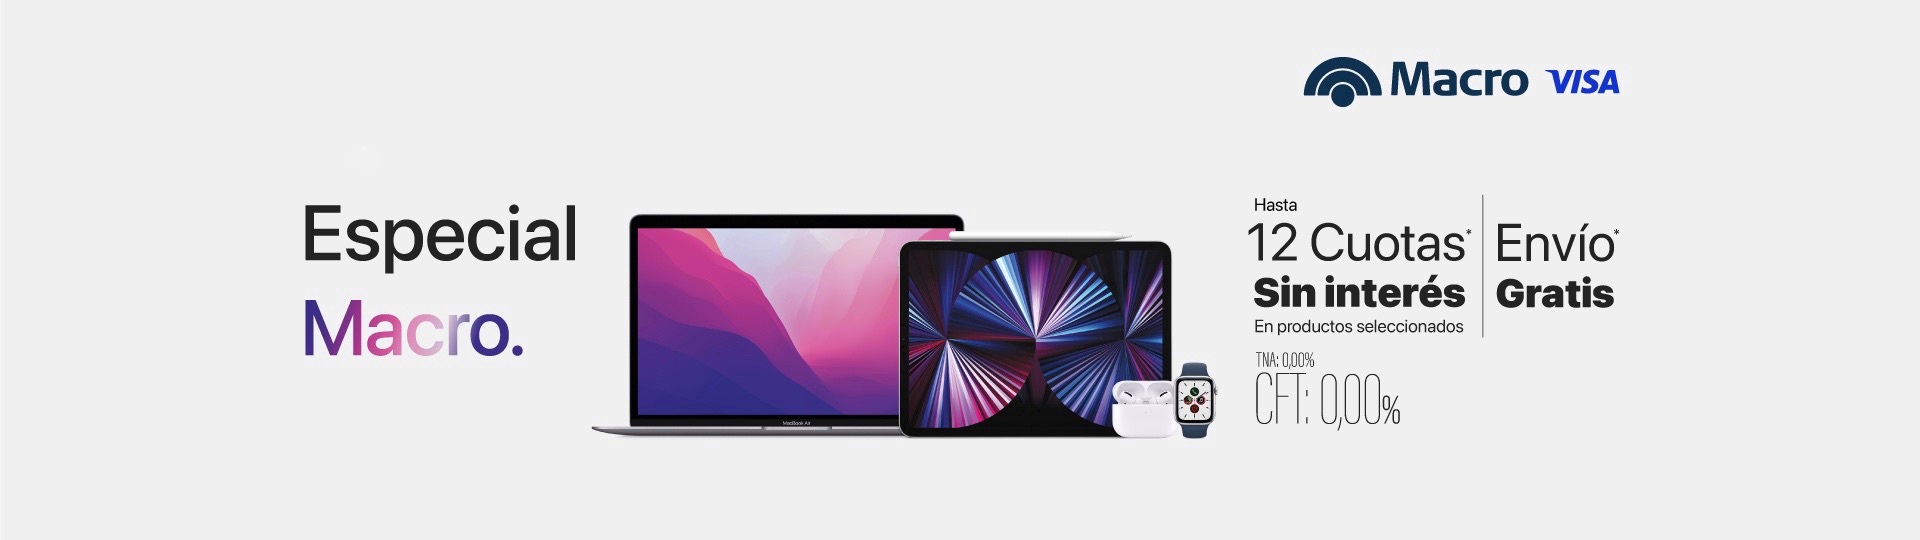 Macro VISA
Especial
Macro.
MacBook Air
Hasta
12 Cuotas*
Sin interés
En productos seleccionados
Envío*
Gratis
TNA: 0,00%
CFT: 0,00%